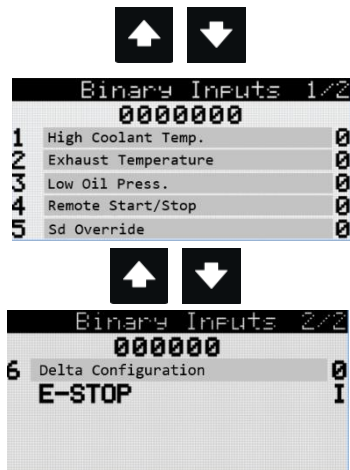 Binary Inputs 1/2
0000000
1 High Coolant Temp. 0
2 Exhaust Temperature 0
3 Low Oil Press. 0
4 Remote Start/Stop 0
5 Sd Override 0
Binary Inputs 2/2
000000
6 Delta Configuration 0
E-STOP I